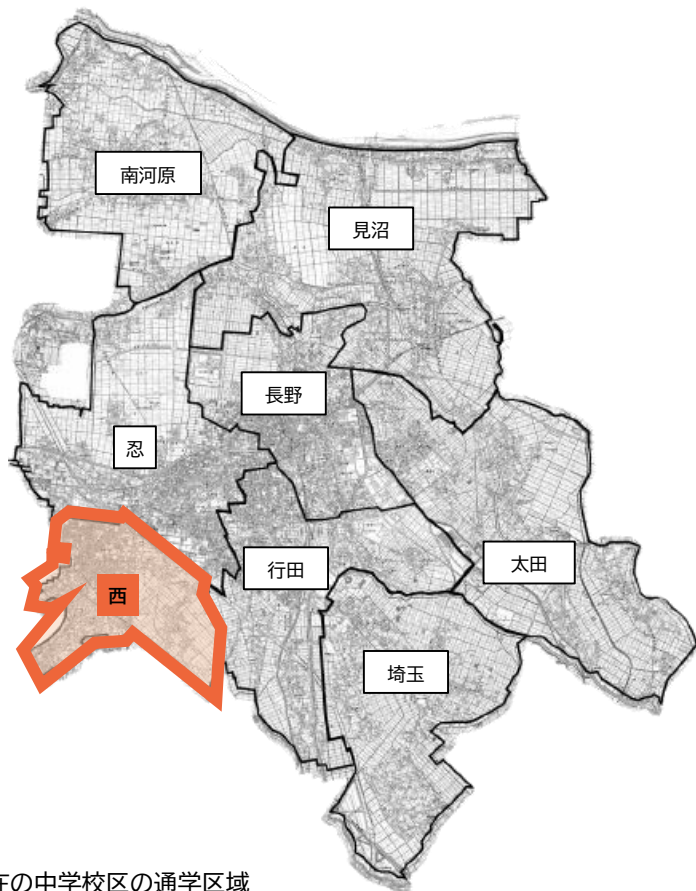 南河原
見沼
長野
忍
行田
太田
西
埼玉
在の中学校区の通学区域